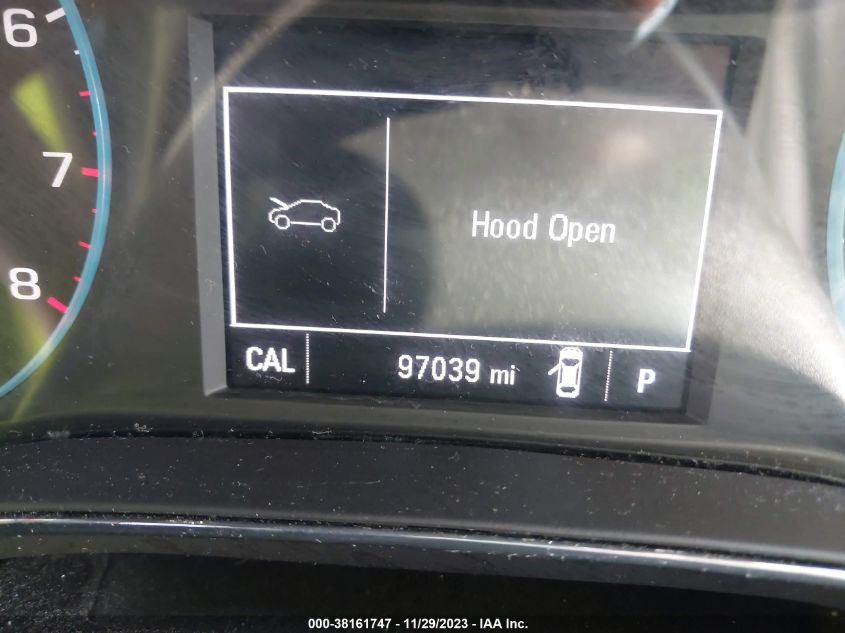 6
7
8
Hood Open
CAL 97039 mi P
000-38161747 - 11/29/2023 - IAA Inc.